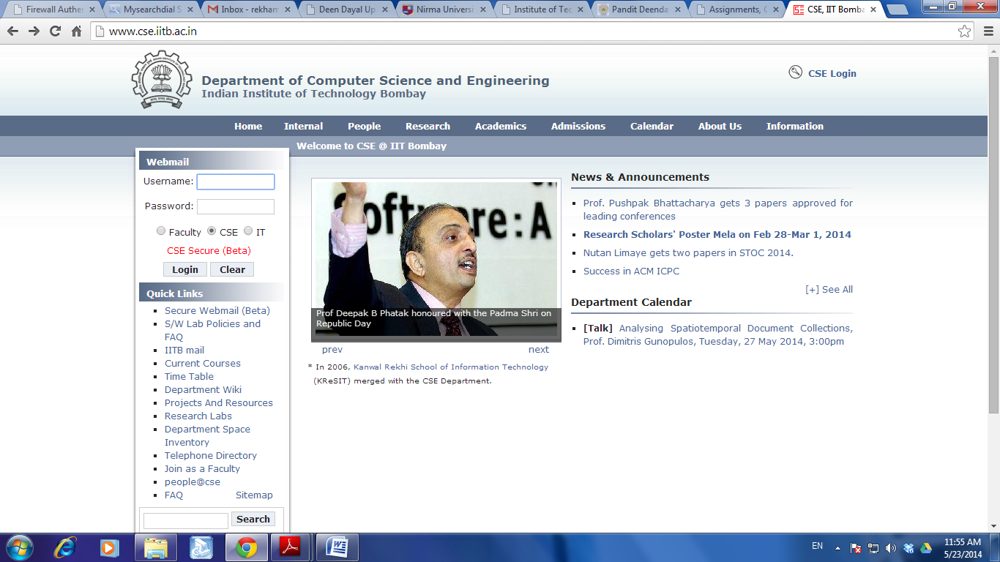 Firewall Authen
Mysearchdial S
Inbox - rekham
Deen Dayal Up
Nirma Universi
Institute of Tec
Pandit Deenda
Assignments, C
CSE, IIT Bomba
www.cse.iitb.ac.in
Department of Computer Science and Engineering
Indian Institute of Technology Bombay
CSE Login
Home Internal People Research Academics Admissions Calendar About Us Information
Welcome to CSE @ IIT Bombay
Webmail
Username:
Password:
Faculty CSE IT
CSE Secure (Beta)
Login Clear
Quick Links
Secure Webmail (Beta)
S/W Lab Policies and
FAQ
IITB mail
Current Courses
Time Table
Department Wiki
Projects And Resources
Research Labs
Department Space
Inventory
Telephone Directory
Join as a Faculty
people@cse
FAQ Sitemap
Search
oftware: A
Prof Deepak B Phatak honoured with the Padma Shri on
Republic Day
prev next
* In 2006, Kanwal Rekhi School of Information Technology
(KReSIT) merged with the CSE Department.
News & Announcements
Prof. Pushpak Bhattacharya gets 3 papers approved for
leading conferences
Research Scholars' Poster Mela on Feb 28-Mar 1, 2014
Nutan Limaye gets two papers in STOC 2014.
Success in ACM ICPC
[+] See All
Department Calendar
[Talk] Analysing Spatiotemporal Document Collections,
Prof. Dimitris Gunopulos, Tuesday, 27 May 2014, 3:00pm
EN
11:55 AM
5/23/2014